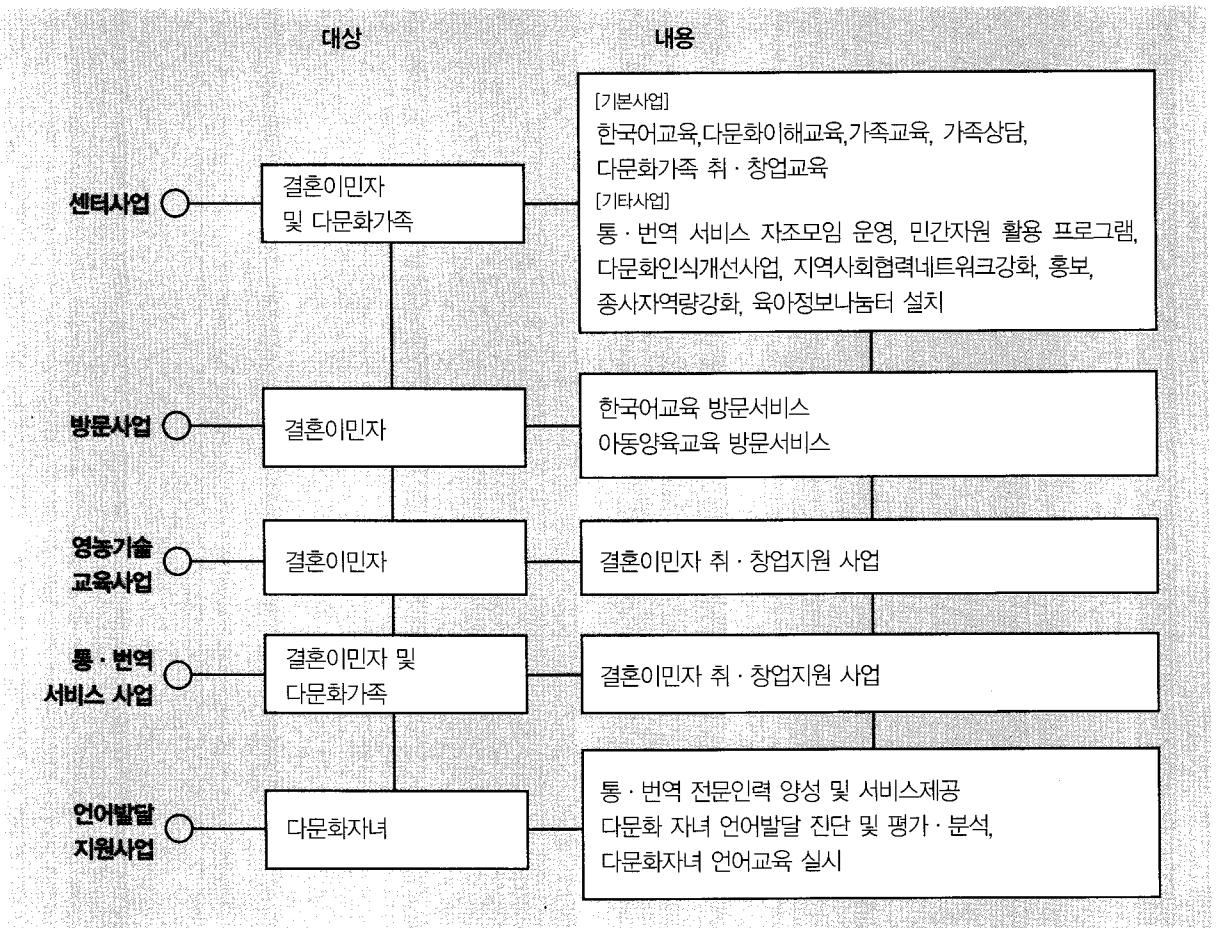 대상
내용
센터사업
결혼이민자
및 다문화가족
[기본사업]
한국어교육,다문화이해교육,가족교육, 가족상담,
다문화가족 취 · 창업교육
[기타사업]
통 · 번역 서비스 자조모임 운영, 민간자원 활용 프로그램,
다문화인식개선사업, 지역사회협력네트워크강화, 홍보,
종사자역량강화, 육아정보나눔터 설치
방문사업
결혼이민자
한국어교육 방문서비스
아동양육교육 방문서비스
영농기술
교육사업
결혼이민자
결혼이민자 취 · 창업지원 사업
통 · 번역
서비스 사업
결혼이민자 및
다문화가족
결혼이민자 취 · 창업지원 사업
언어발달
지원사업
다문화자녀
통 · 번역 전문인력 양성 및 서비스제공
다문화 자녀 언어발달 진단 및 평가 · 분석,
다문화자녀 언어교육 실시